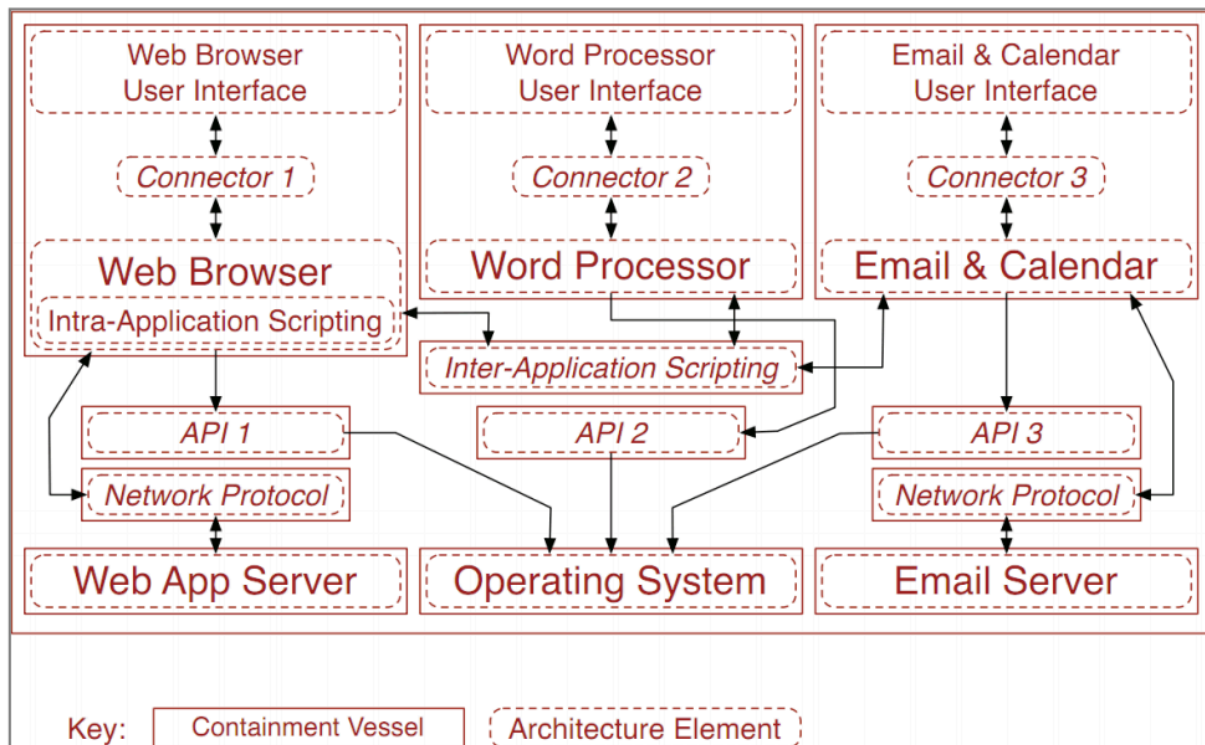 Web Browser
User Interface
Word Processor
User Interface
Email & Calendar
User Interface
Connector 1
Connector 2
Connector 3
Web Browser
Word Processor
Email & Calendar
Intra-Application Scripting
Inter-Application Scripting
API 1
API 2
API 3
Network Protocol
Network Protocol
Web App Server
Operating System
Email Server
Key:
Containment Vessel
Architecture Element